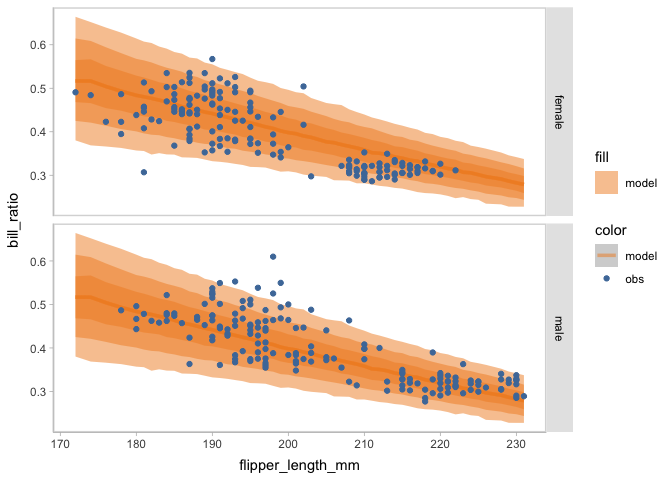 0.6
0.5
0.4
0.3
female
0.6
0.5
0.4
0.3
male
bill_ratio
170 180 190 200 210 220 230
flipper_length_mm
fill
model
color
model
obs